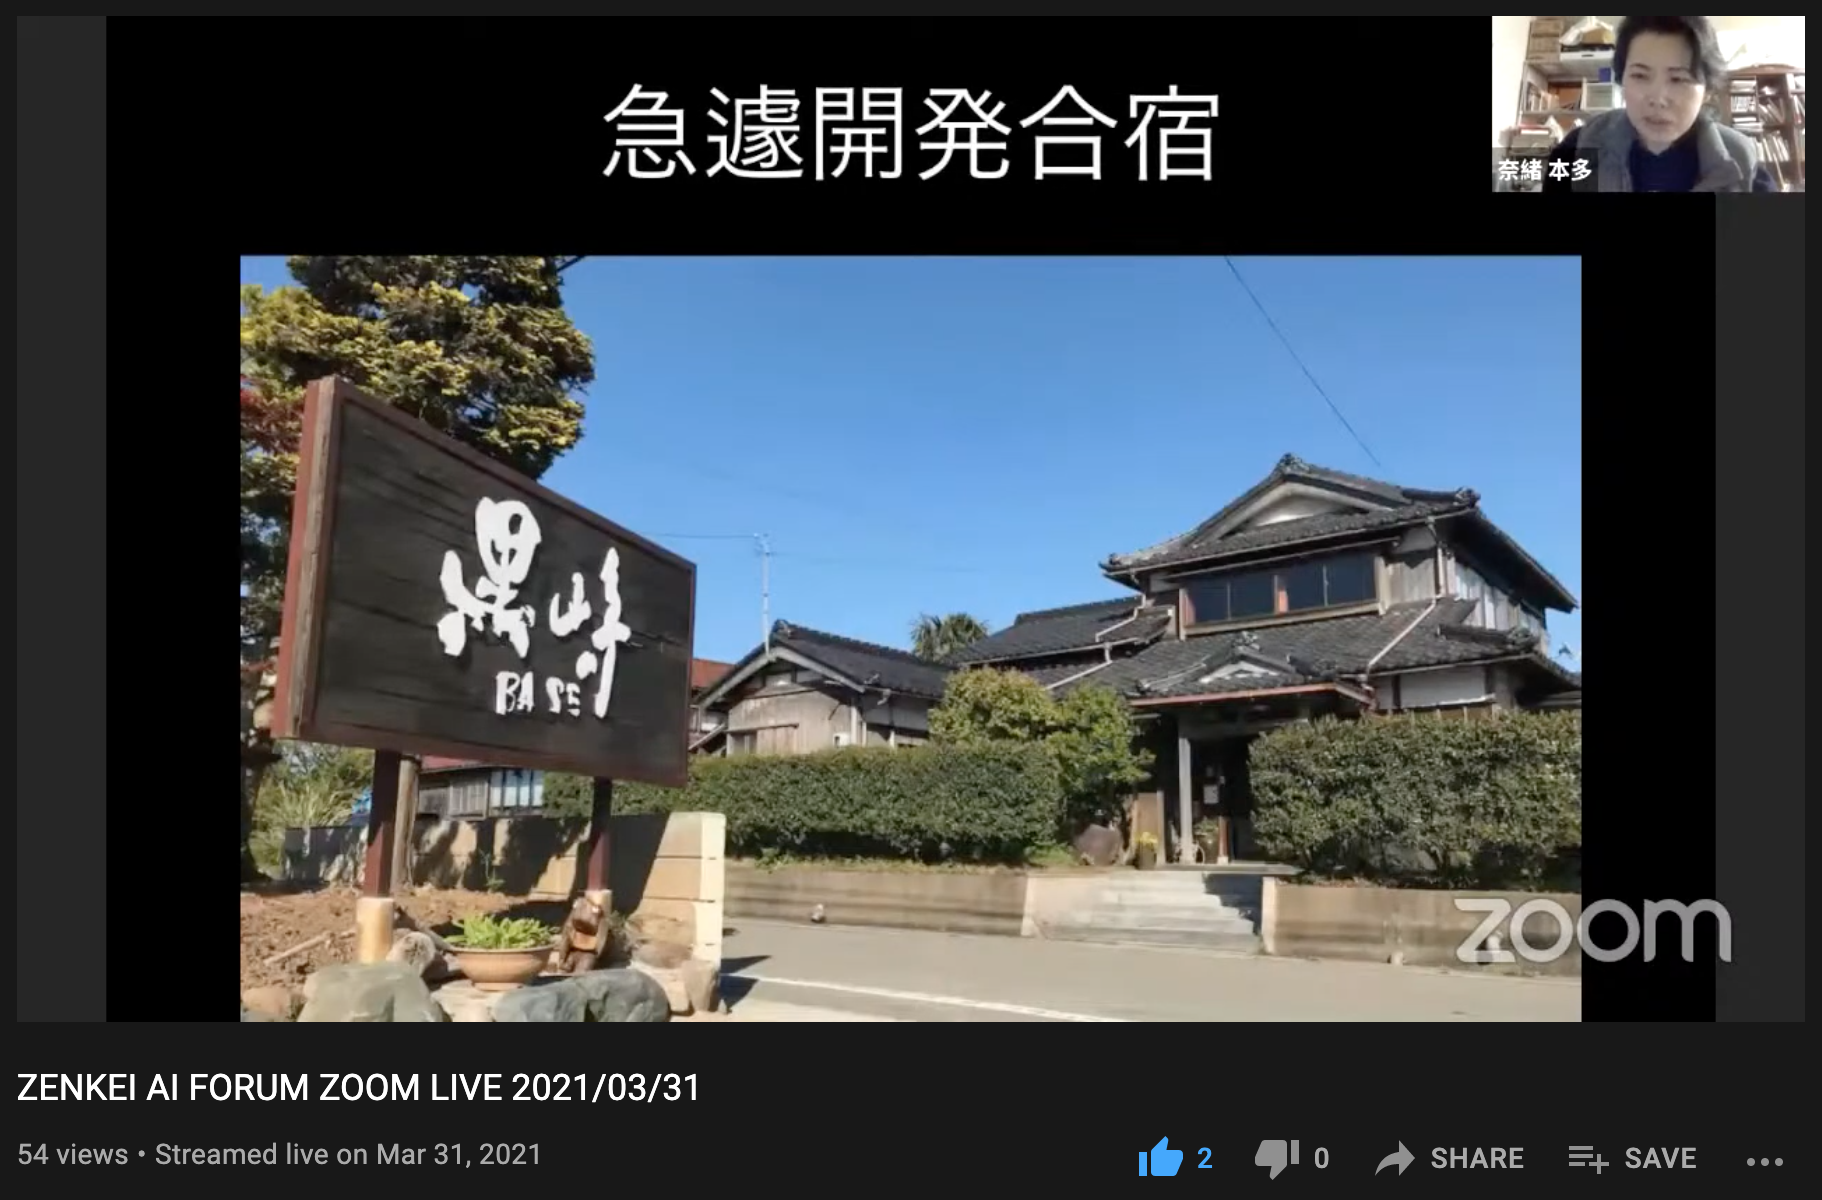 急遽開発合宿
奈緒 本多
黒峰
BASE
zoom
ZENKEI AI FORUM ZOOM LIVE 2021/03/31
54 views • Streamed live on Mar 31, 2021
2
0
SHARE
SAVE